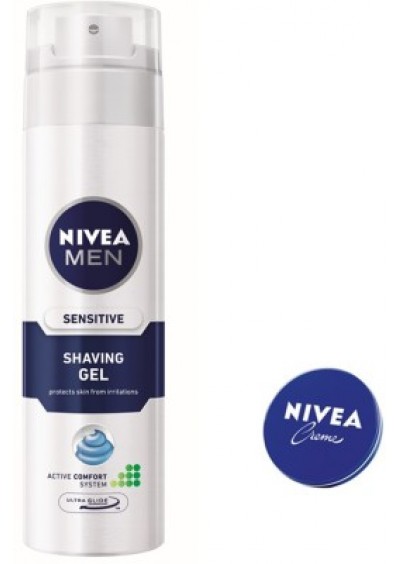 NIVEA
MEN
SENSITIVE
SHAVING
GEL
protects skin from irritations
ACTIVE COMFORT
SYSTEM
ULTRA GLIDE
NIVEA
Creme